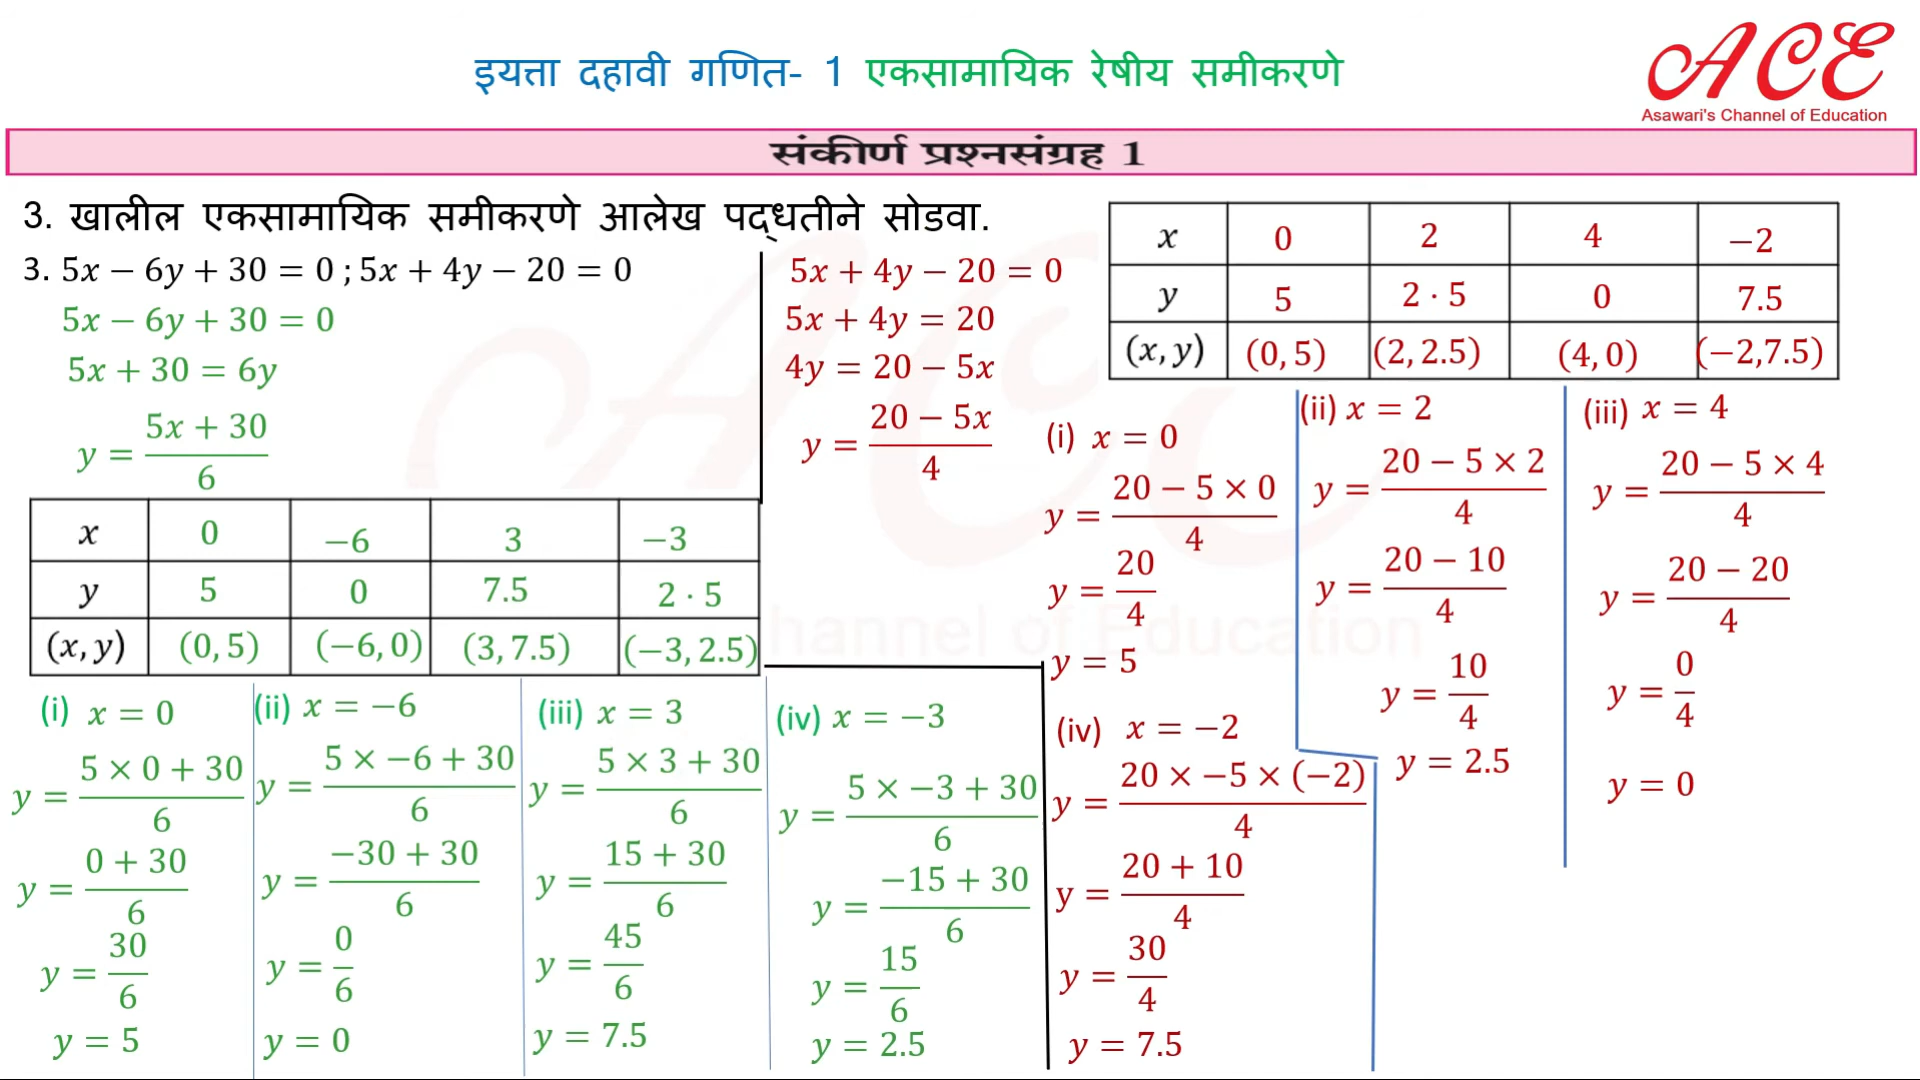 इयत्ता दहावी गणित- 1 एकसामायिक रेषीय समीकरणे
ACE
Asawari's Channel of Education
संकीर्ण प्रश्नसंग्रह 1
3. खालील एकसामायिक समीकरणे आलेख पद्धतीने सोडवा.
3. 5x − 6y + 30 = 0 ; 5x + 4y − 20 = 0
5x − 6y + 30 = 0
5x + 30 = 6y
y = (5x + 30)/6
x 0 −6 3 −3
y 5 0 7.5 2 · 5
(x, y) (0, 5) (−6, 0) (3, 7.5) (−3, 2.5)
(i) x = 0
y = (5 × 0 + 30)/6
y = (0 + 30)/6
y = 30/6
y = 5
(ii) x = −6
y = (5 × −6 + 30)/6
y = (−30 + 30)/6
y = 0/6
y = 0
(iii) x = 3
y = (5 × 3 + 30)/6
y = (15 + 30)/6
y = 45/6
y = 7.5
(iv) x = −3
y = (5 × −3 + 30)/6
y = (−15 + 30)/6
y = 15/6
y = 2.5
5x + 4y − 20 = 0
5x + 4y = 20
4y = 20 − 5x
y = (20 − 5x)/4
x 0 2 4 −2
y 5 2 · 5 0 7.5
(x, y) (0, 5) (2, 2.5) (4, 0) (−2,7.5)
(i) x = 0
y = (20 − 5 × 0)/4
y = 20/4
y = 5
(ii) x = 2
y = (20 − 5 × 2)/4
y = (20 − 10)/4
y = 10/4
y = 2.5
(iii) x = 4
y = (20 − 5 × 4)/4
y = (20 − 20)/4
y = 0/4
y = 0
(iv) x = −2
y = (20 × −5 × (−2))/4
y = (20 + 10)/4
y = 30/4
y = 7.5